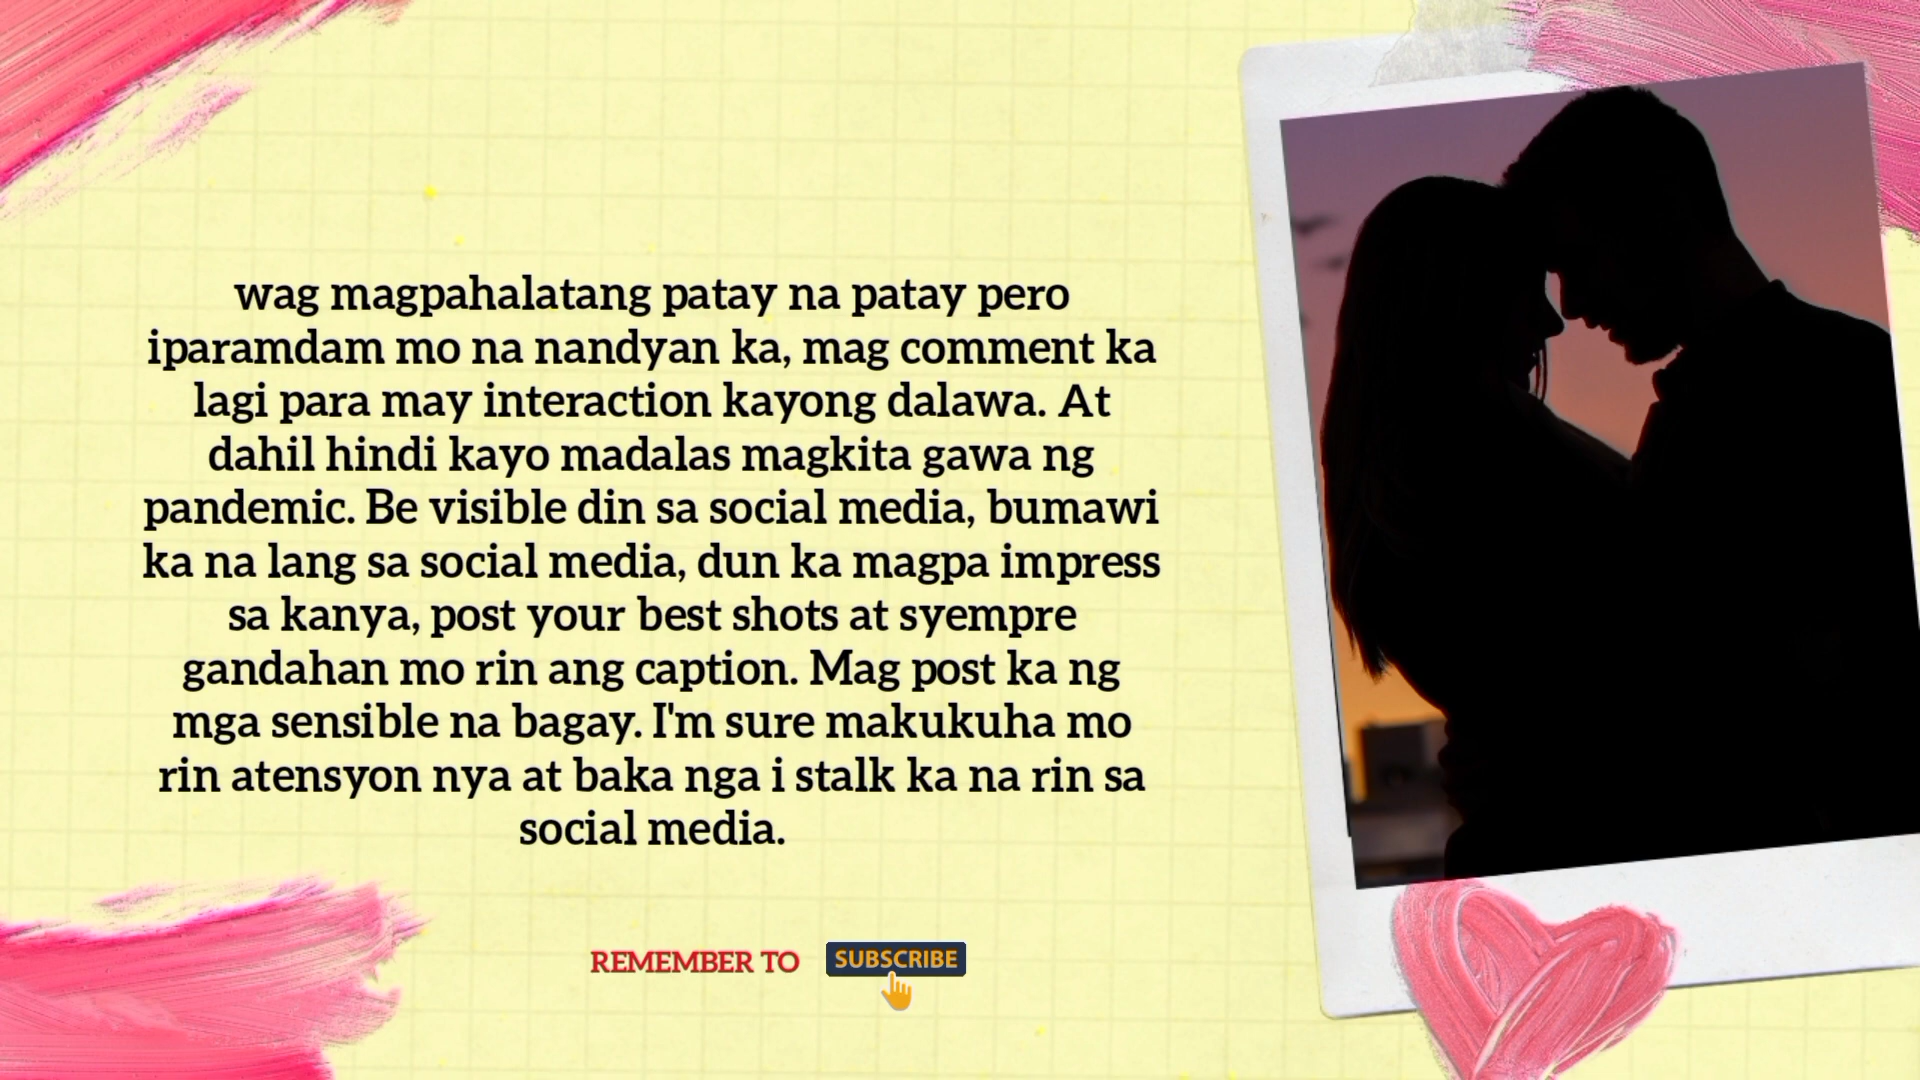 wag magpahalatang patay na patay pero
iparamdam mo na nandyan ka, mag comment ka
lagi para may interaction kayong dalawa. At
dahil hindi kayo madalas magkita gawa ng
pandemic. Be visible din sa social media, bumawi
ka na lang sa social media, dun ka magpa impress
sa kanya, post your best shots at syempre
gandahan mo rin ang caption. Mag post ka ng
mga sensible na bagay. I'm sure makukuha mo
rin atensyon nya at baka nga i stalk ka na rin sa
social media.
REMEMBER TO SUBSCRIBE